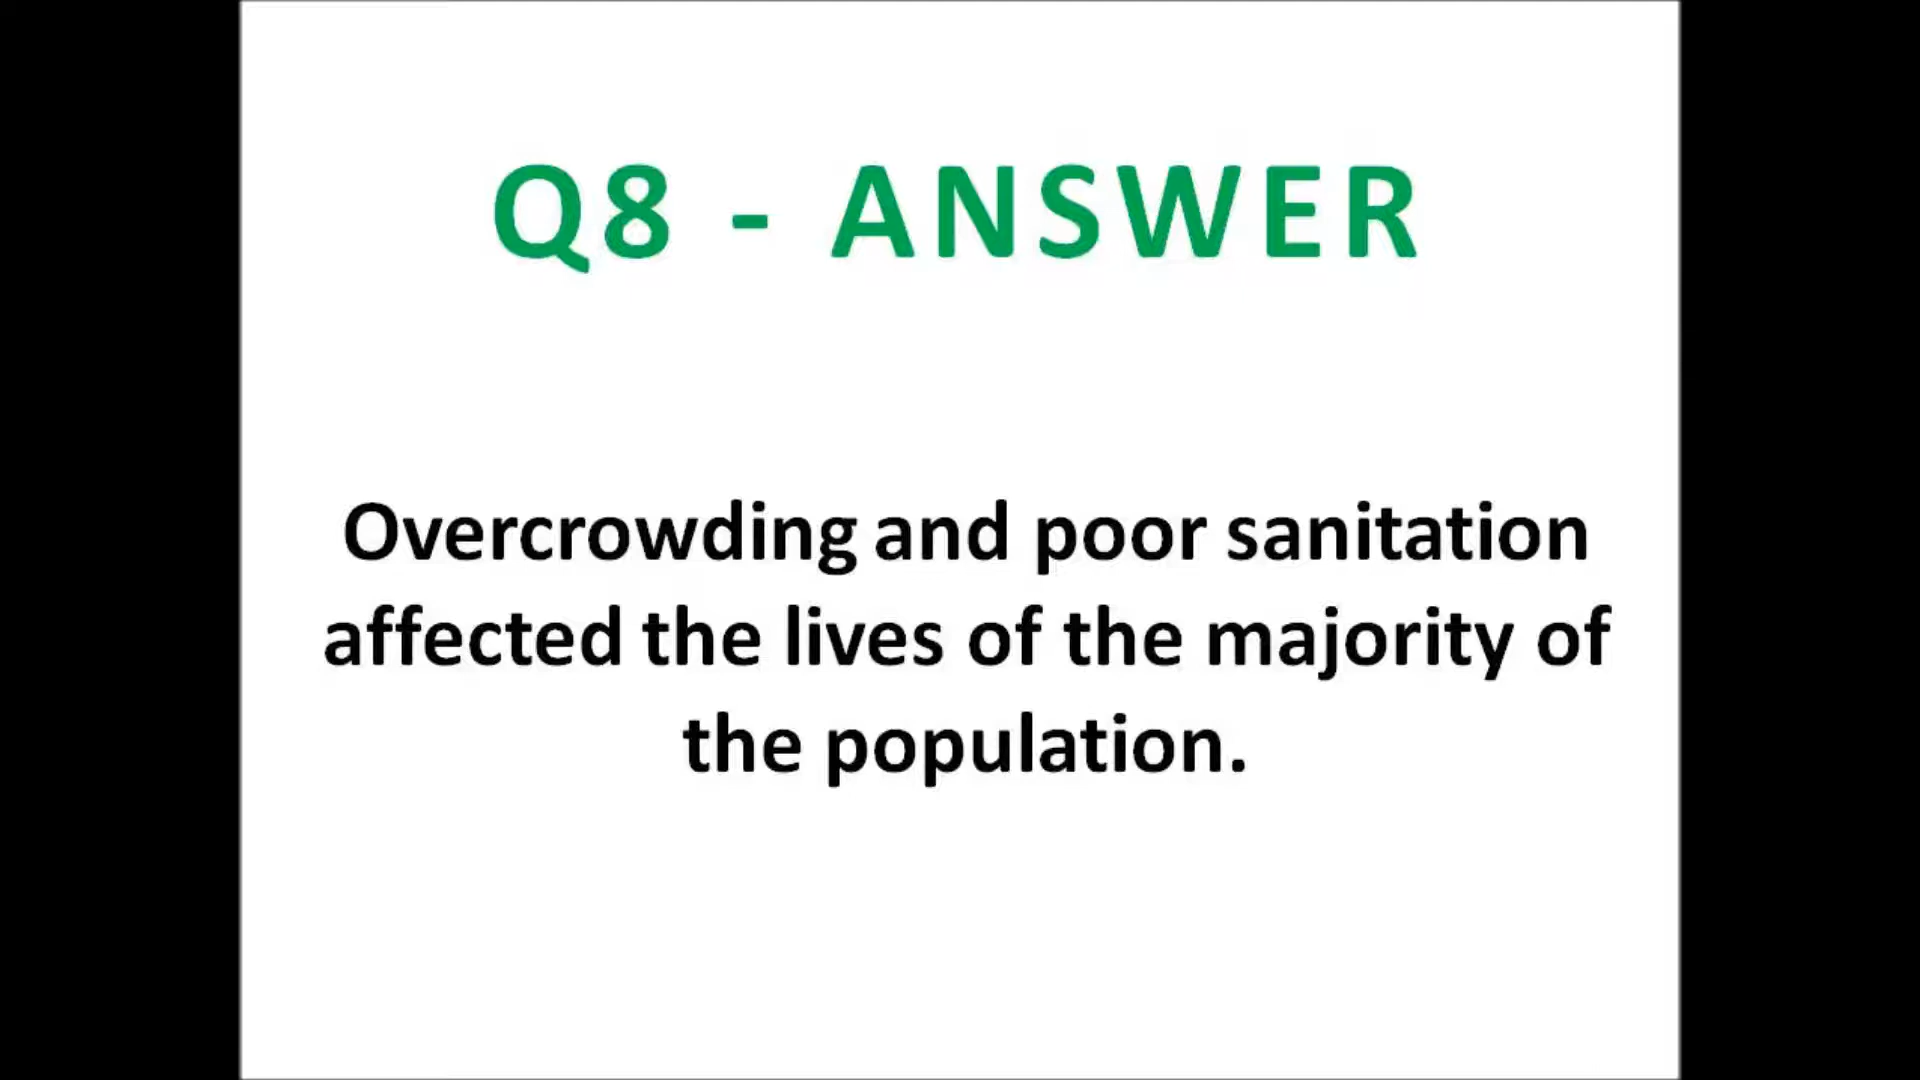 Q8 - ANSWER
Overcrowding and poor sanitation
affected the lives of the majority of
the population.